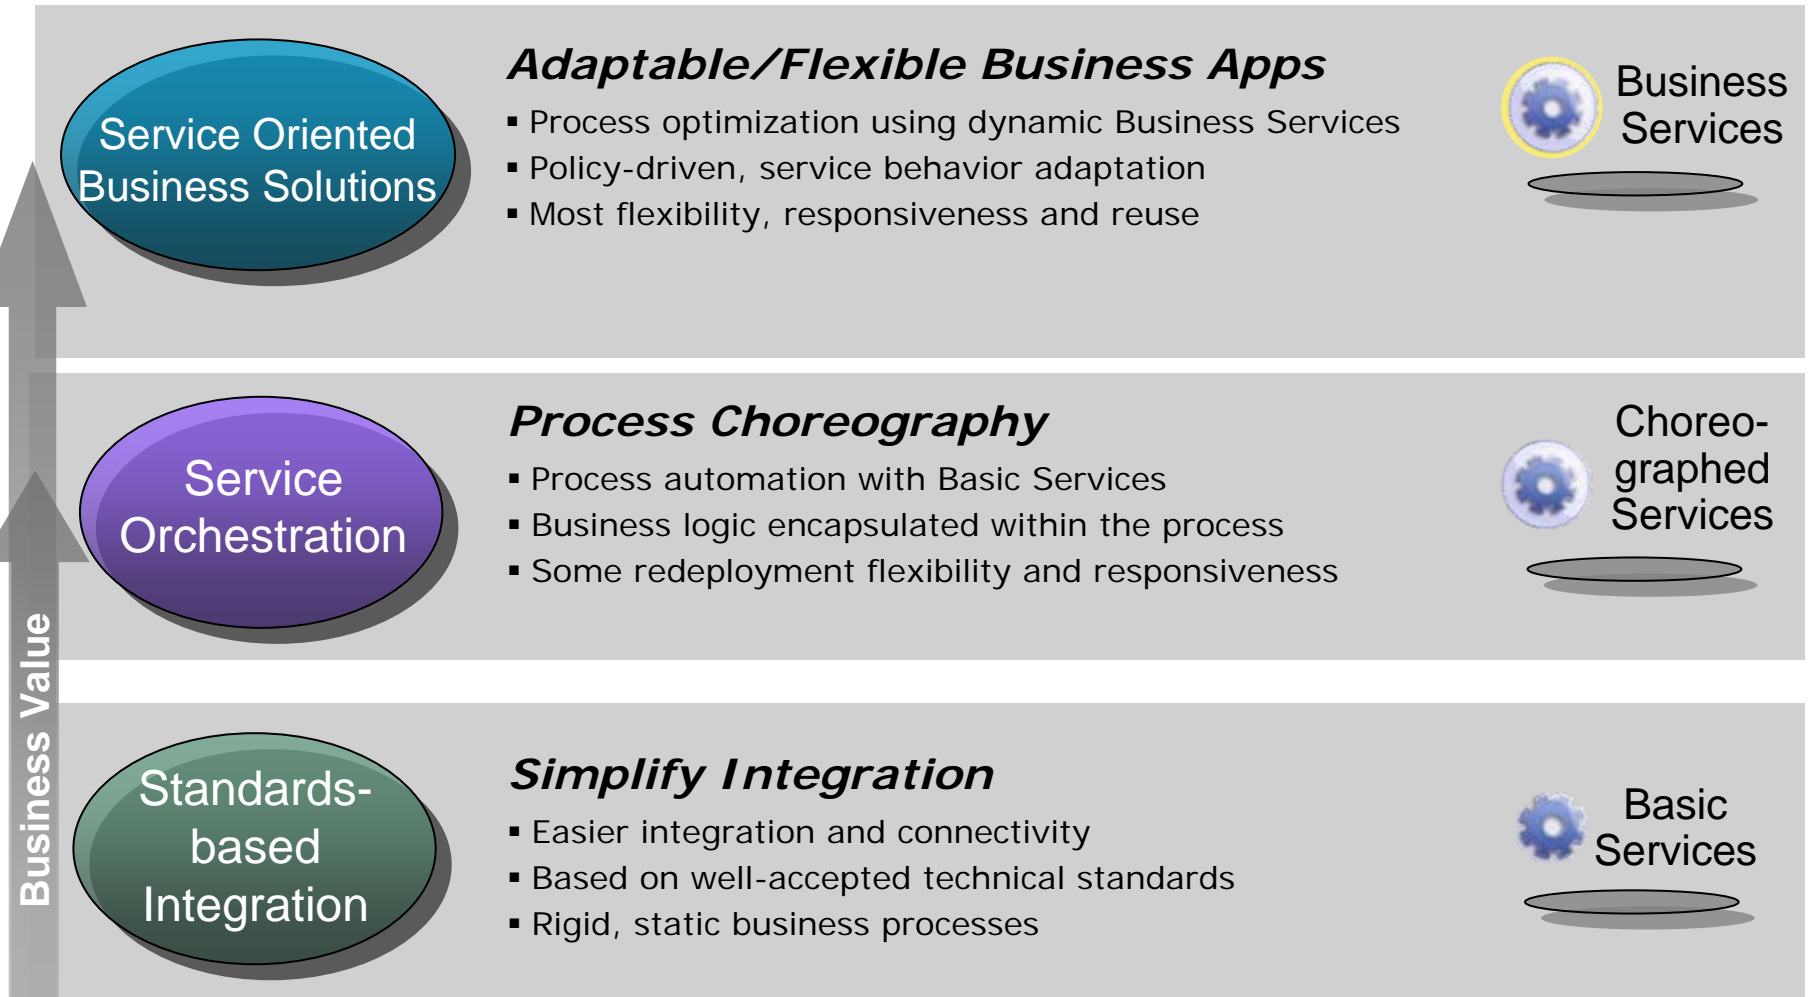 Service Oriented
Business Solutions
Adaptable/Flexible Business Apps
▪ Process optimization using dynamic Business Services
▪ Policy-driven, service behavior adaptation
▪ Most flexibility, responsiveness and reuse
Business
Services
Service
Orchestration
Process Choreography
▪ Process automation with Basic Services
▪ Business logic encapsulated within the process
▪ Some redeployment flexibility and responsiveness
Choreo-
graphed
Services
Business Value
Standards-
based
Integration
Simplify Integration
▪ Easier integration and connectivity
▪ Based on well-accepted technical standards
▪ Rigid, static business processes
Basic
Services